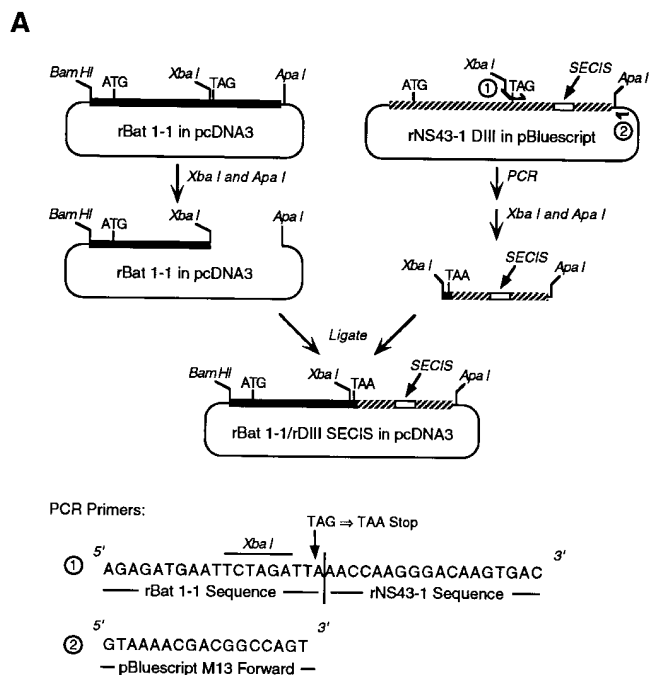 A
BamHI ATG Xba I TAG Apa I
rBat 1-1 in pcDNA3
Xba I and Apa I
BamHI ATG Xba I Apa I
rBat 1-1 in pcDNA3
ATG Xba I 1 TAG SECIS Apa I
rNS43-1 DIII in pBluescript 2
PCR
Xba I and Apa I
Xba I TAA SECIS Apa I
Ligate
BamHI ATG Xba I TAA SECIS Apa I
rBat 1-1/rDIII SECIS in pcDNA3
PCR Primers:
TAG ⇒ TAA Stop
5' Xba I 3'
1 AGAGATGAATTCTAGATTAAACCAAGGGACAAGTGAC
rBat 1-1 Sequence rNS43-1 Sequence
5' 3'
2 GTAAAACGACGGCCAGT
pBluescript M13 Forward